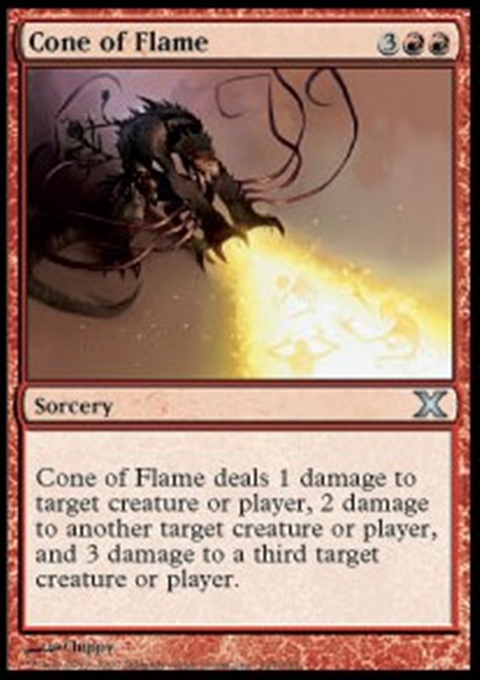 Cone of Flame
3
Sorcery
Cone of Flame deals 1 damage to
target creature or player, 2 damage
to another target creature or player,
and 3 damage to a third target
creature or player.
Chippy